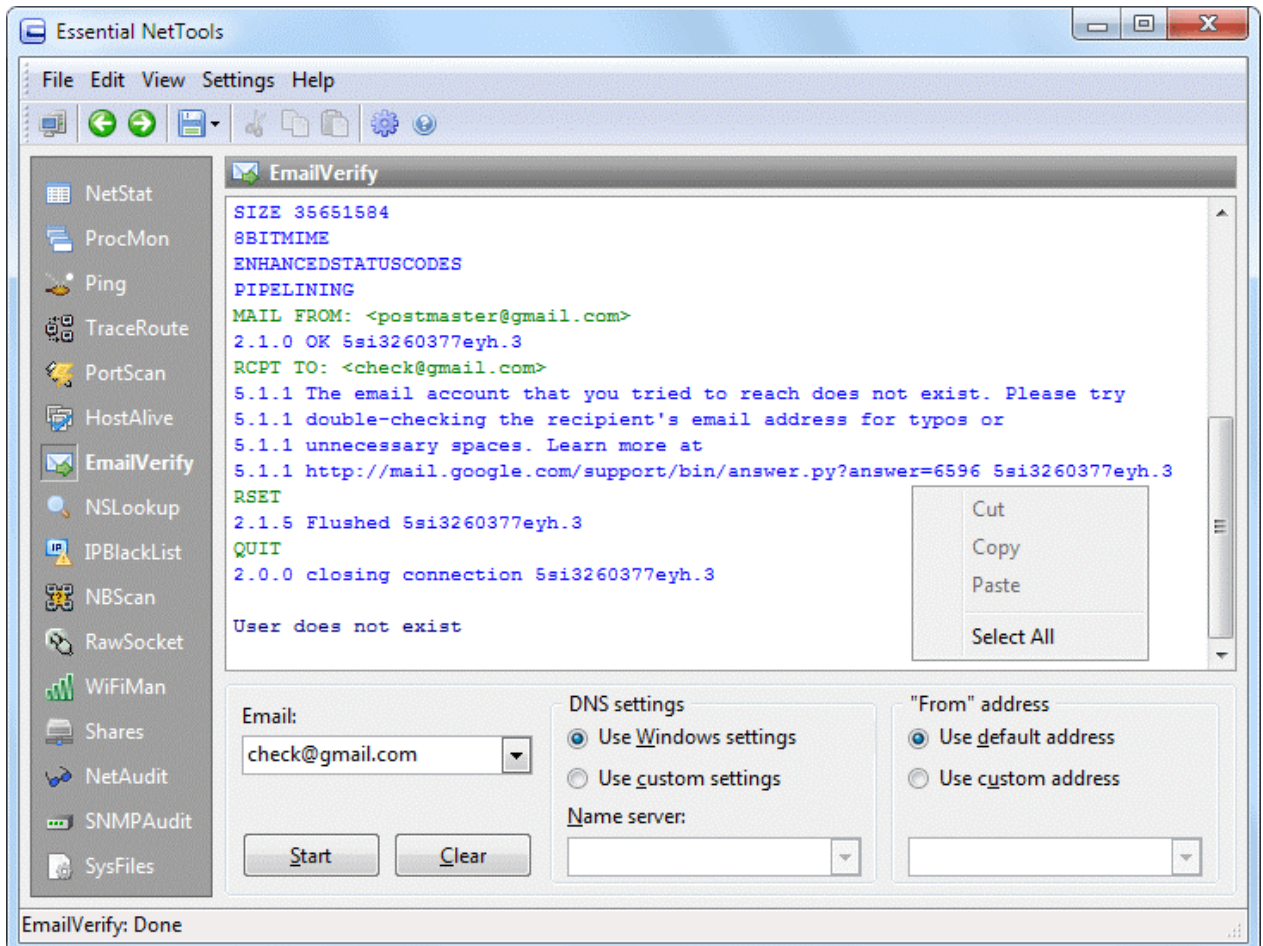 Essential NetTools
File Edit View Settings Help
NetStat
ProcMon
Ping
TraceRoute
PortScan
HostAlive
EmailVerify
NSLookup
IPBlackList
NBScan
RawSocket
WiFiMan
Shares
NetAudit
SNMPAudit
SysFiles
EmailVerify
SIZE 35651584
8BITMIME
ENHANCEDSTATUSCODES
PIPELINING
MAIL FROM: <postmaster@gmail.com>
2.1.0 OK 5si3260377eyh.3
RCPT TO: <check@gmail.com>
5.1.1 The email account that you tried to reach does not exist. Please try
5.1.1 double-checking the recipient's email address for typos or
5.1.1 unnecessary spaces. Learn more at
5.1.1 http://mail.google.com/support/bin/answer.py?answer=6596 5si3260377eyh.3
RSET
2.1.5 Flushed 5si3260377eyh.3
QUIT
2.0.0 closing connection 5si3260377eyh.3
User does not exist
Cut
Copy
Paste
Select All
Email:
check@gmail.com
Start
Clear
DNS settings
Use Windows settings
Use custom settings
Name server:
"From" address
Use default address
Use custom address
EmailVerify: Done